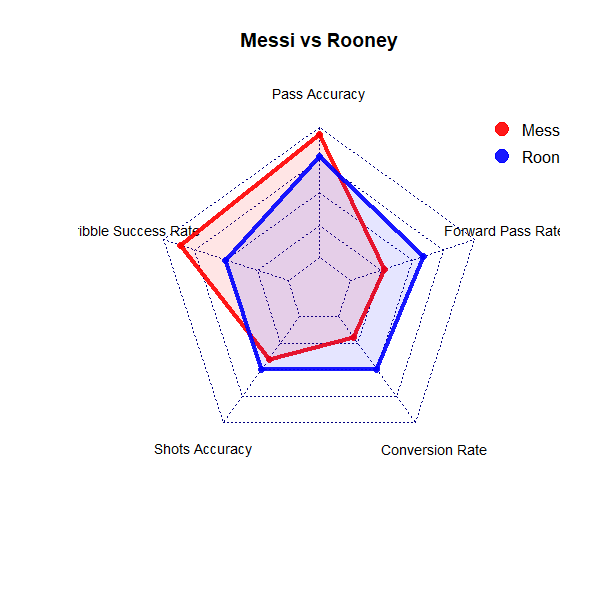 Messi vs Rooney
Pass Accuracy
Mess
Roon
ribble Success Rate
Forward Pass Rate
Shots Accuracy
Conversion Rate